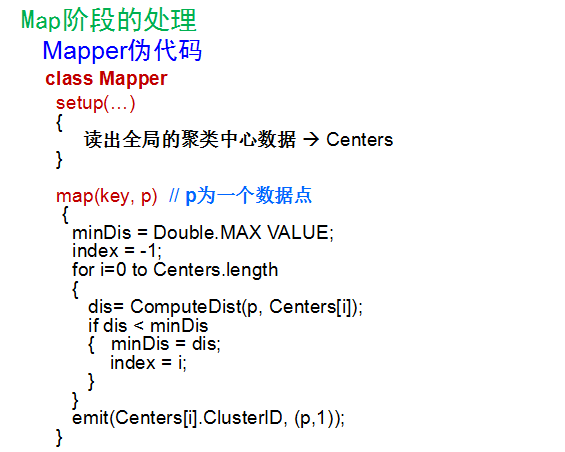 Map阶段的处理
Mapper伪代码
class Mapper
setup(…)
{
读出全局的聚类中心数据 → Centers
}
map(key, p) // p为一个数据点
{
minDis = Double.MAX VALUE;
index = -1;
for i=0 to Centers.length
{
dis= ComputeDist(p, Centers[i]);
if dis < minDis
{ minDis = dis;
index = i;
}
}
emit(Centers[i].ClusterID, (p,1));
}